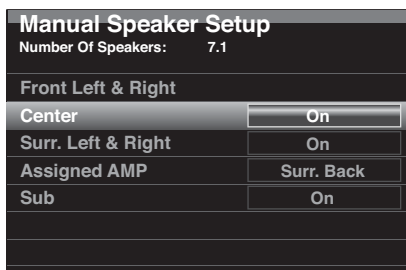 Manual Speaker Setup
Number Of Speakers: 7.1
Front Left & Right
Center On
Surr. Left & Right On
Assigned AMP Surr. Back
Sub On